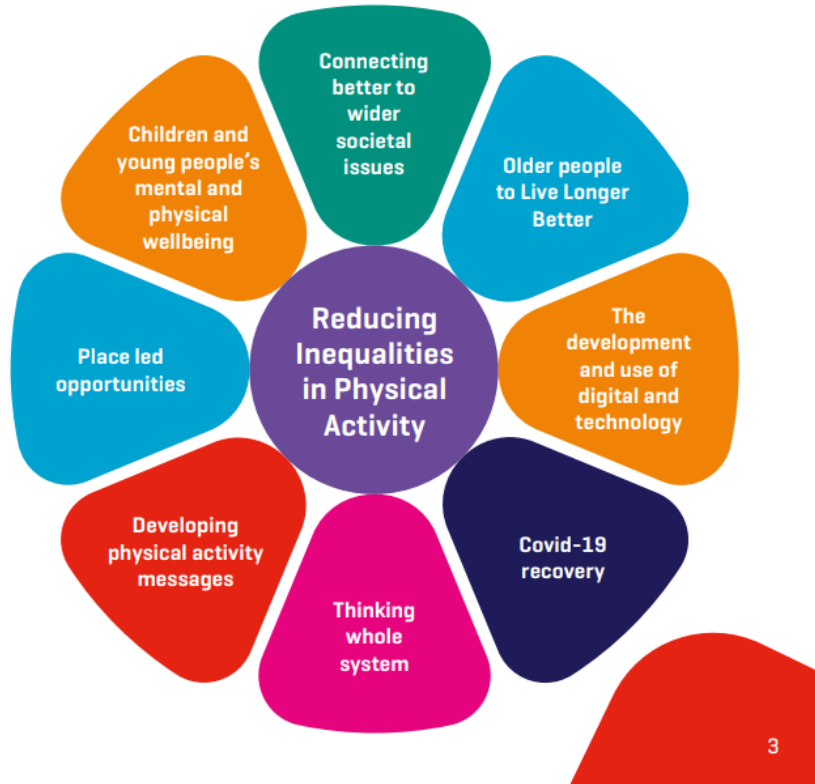 Connecting
better to
wider
societal
issues
Older people
to Live Longer
Better
The
development
and use of
digital and
technology
Covid-19
recovery
Thinking
whole
system
Developing
physical activity
messages
Place led
opportunities
Children and
young people's
mental and
physical
wellbeing
Reducing
Inequalities
in Physical
Activity
3